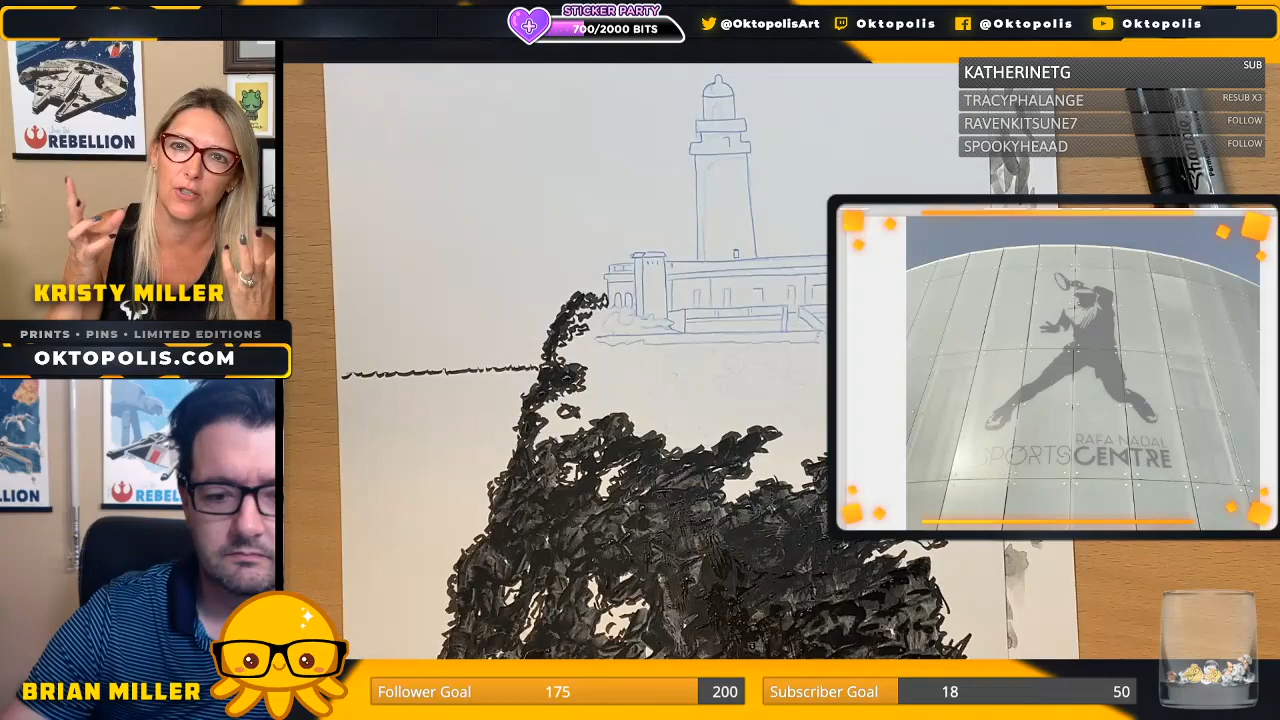 STICKER PARTY
700/2000 BITS
@OktopolisArt
Oktopolis
@Oktopolis
Oktopolis
KATHERINETG SUB
TRACYPHALANGE RESUB X3
RAVENKITSUNE7 FOLLOW
SPOOKYHEAAD FOLLOW
REBELLION
KRISTY MILLER
PRINTS • PINS • LIMITED EDITIONS
OKTOPOLIS.COM
Sharpie
RAFA NADAL
SPORTS CENTRE
LLION
REBEL
BRIAN MILLER
Follower Goal 175 200
Subscriber Goal 18 50